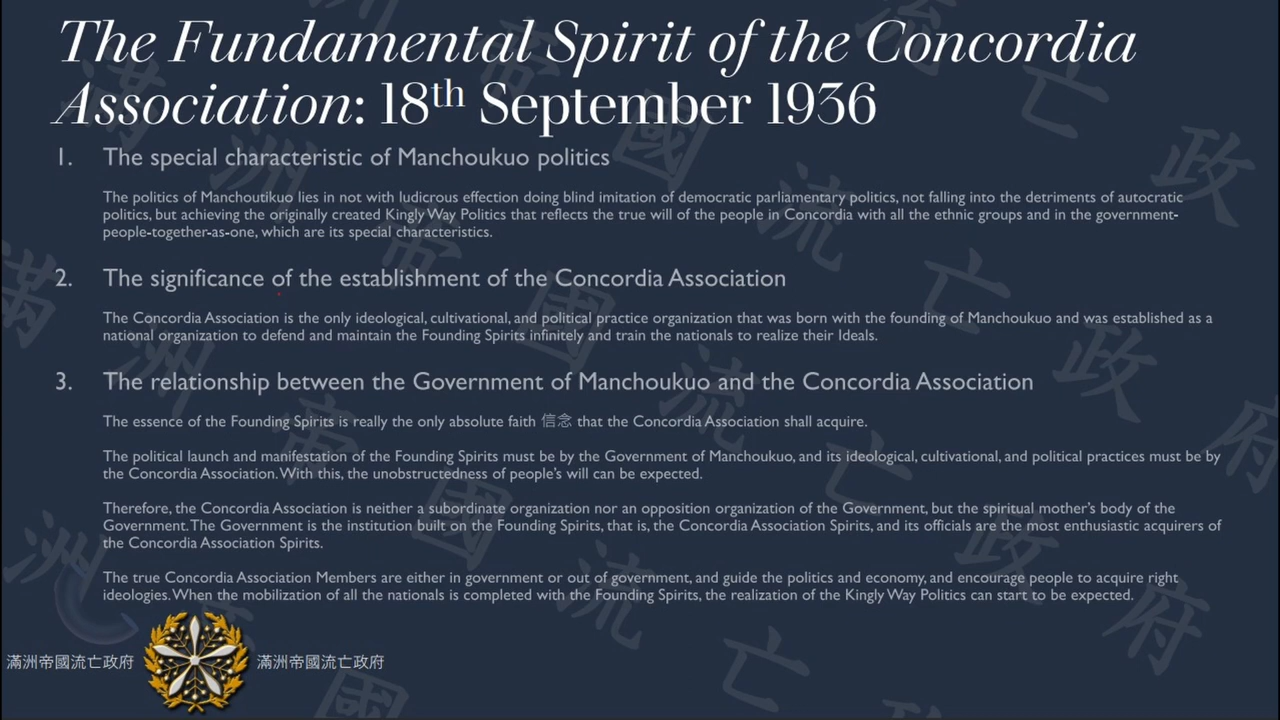 The Fundamental Spirit of the Concordia
Association: 18th September 1936
1. The special characteristic of Manchoukuo politics
The politics of Manchoutikuo lies in not with ludicrous effection doing blind imitation of democratic parliamentary politics, not falling into the detriments of autocratic
politics, but achieving the originally created Kingly Way Politics that reflects the true will of the people in Concordia with all the ethnic groups and in the government-
people-together-as-one, which are its special characteristics.
2. The significance of the establishment of the Concordia Association
The Concordia Association is the only ideological, cultivational, and political practice organization that was born with the founding of Manchoukuo and was established as a
national organization to defend and maintain the Founding Spirits infinitely and train the nationals to realize their Ideals.
3. The relationship between the Government of Manchoukuo and the Concordia Association
The essence of the Founding Spirits is really the only absolute faith 信念 that the Concordia Association shall acquire.
The political launch and manifestation of the Founding Spirits must be by the Government of Manchoukuo, and its ideological, cultivational, and political practices must be by
the Concordia Association. With this, the unobstructedness of people's will can be expected.
Therefore, the Concordia Association is neither a subordinate organization nor an opposition organization of the Government, but the spiritual mother's body of the
Government. The Government is the institution built on the Founding Spirits, that is, the Concordia Association Spirits, and its officials are the most enthusiastic acquirers of
the Concordia Association Spirits.
The true Concordia Association Members are either in government or out of government, and guide the politics and economy, and encourage people to acquire right
ideologies. When the mobilization of all the nationals is completed with the Founding Spirits, the realization of the Kingly Way Politics can start to be expected.
滿洲帝國流亡政府 滿洲帝國流亡政府